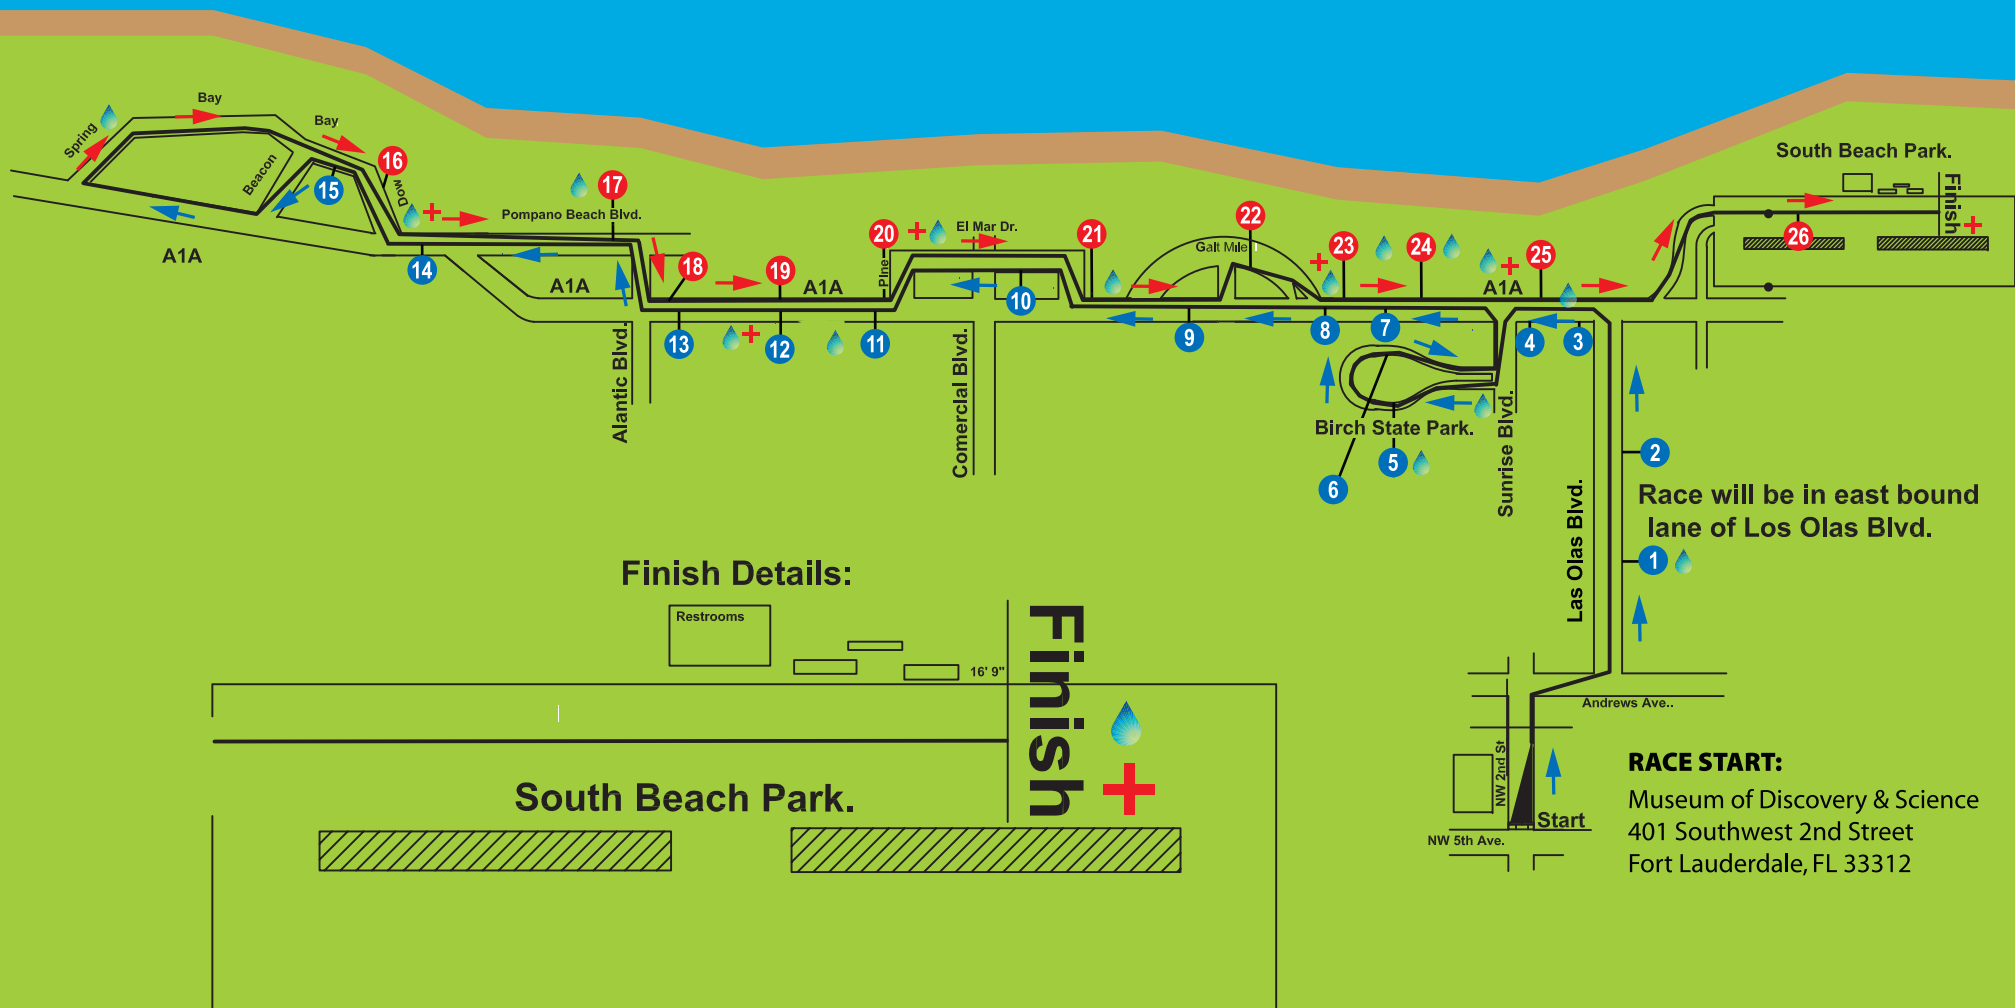 Bay
Bay
Spring
Beacon
16
Dow
15
A1A
14
17
Pompano Beach Blvd.
A1A
18
19
A1A
20
Pine
El Mar Dr.
21
22
Galt Mile
23
24
25
A1A
South Beach Park.
Finish
26
13
12
11
10
9
8
7
4
3
Alantic Blvd.
Comercial Blvd.
Birch State Park.
5
6
Sunrise Blvd.
2
Race will be in east bound
lane of Los Olas Blvd.
Las Olas Blvd.
1
Finish Details:
Restrooms
16' 9"
Finish
South Beach Park.
Andrews Ave..
NW 2nd St
Start
NW 5th Ave.
RACE START:
Museum of Discovery & Science
401 Southwest 2nd Street
Fort Lauderdale, FL 33312